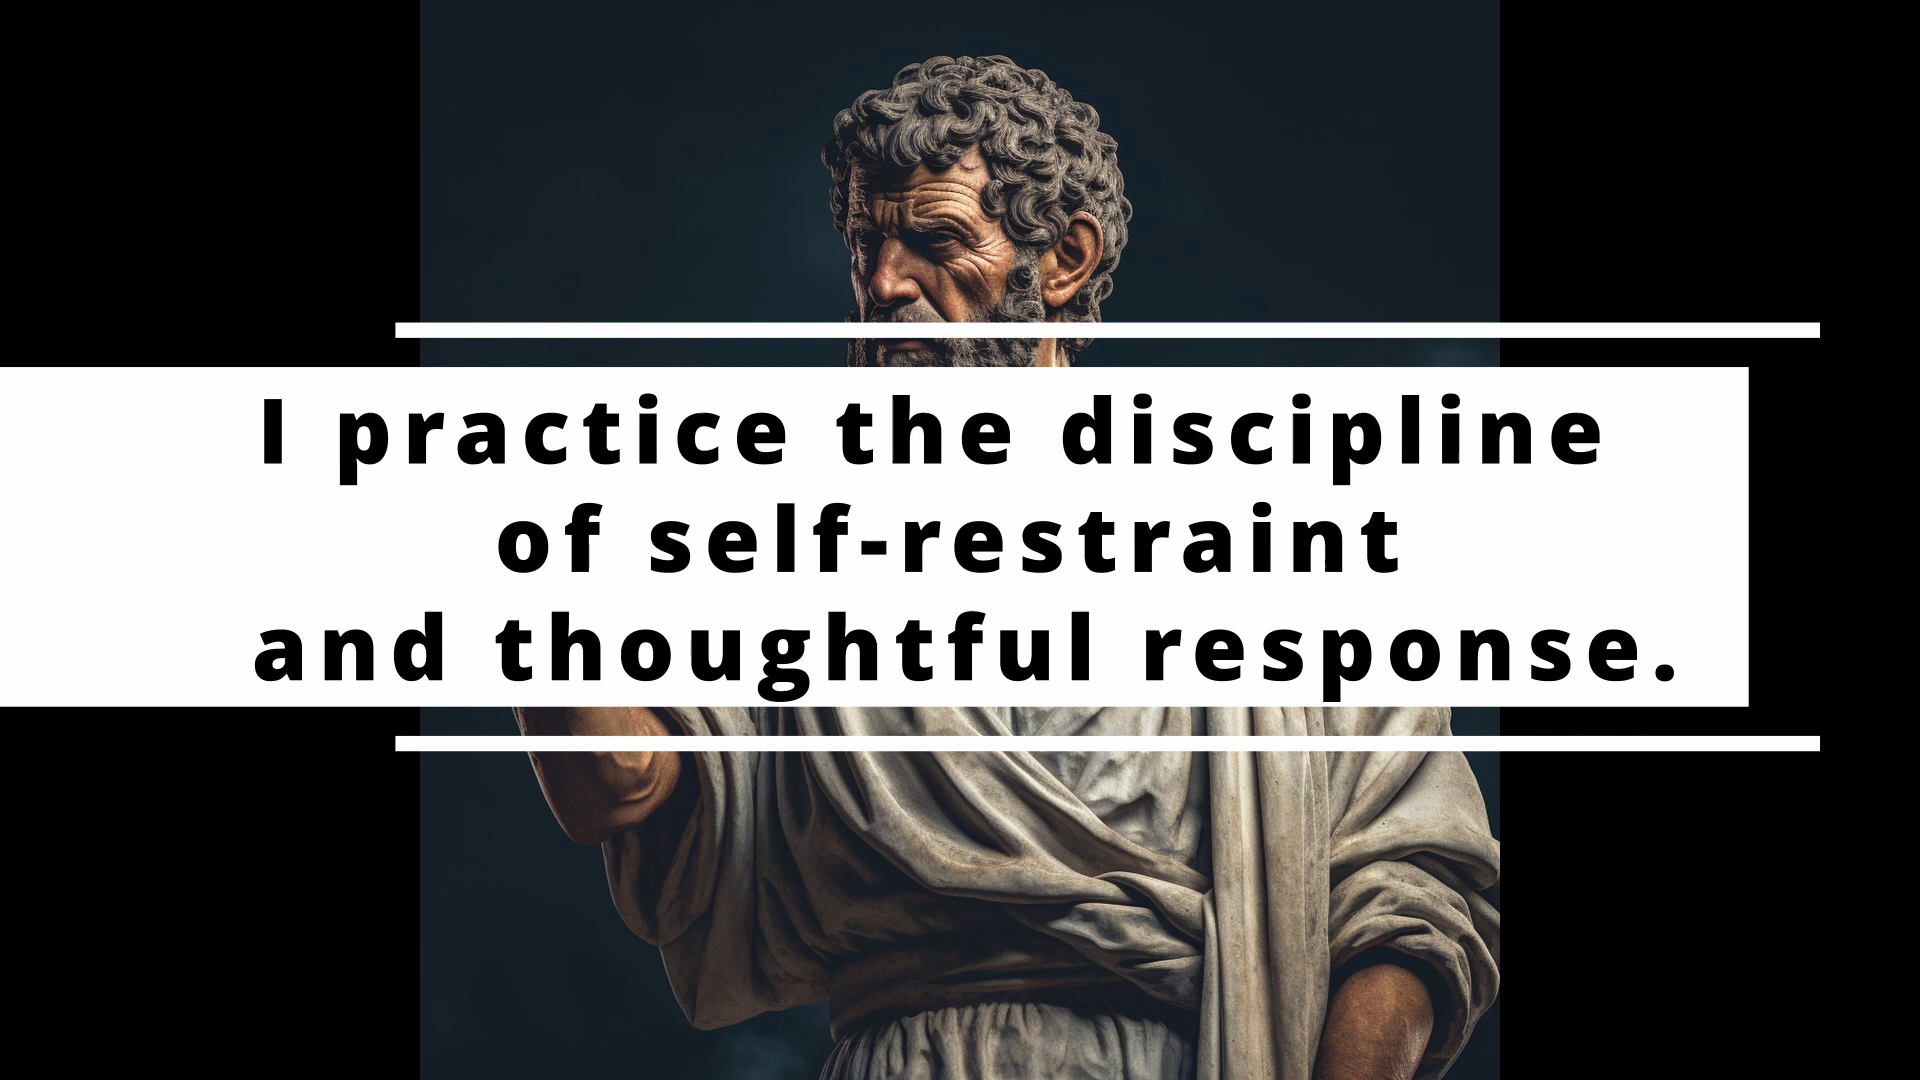 I practice the discipline
of self-restraint
and thoughtful response.